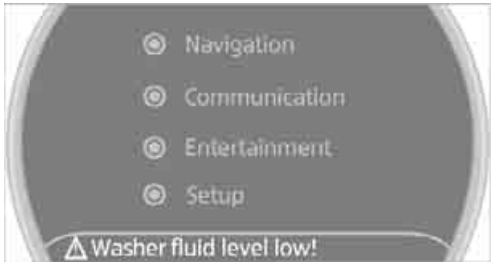 Navigation
Communication
Entertainment
Setup
Washer fluid level low!